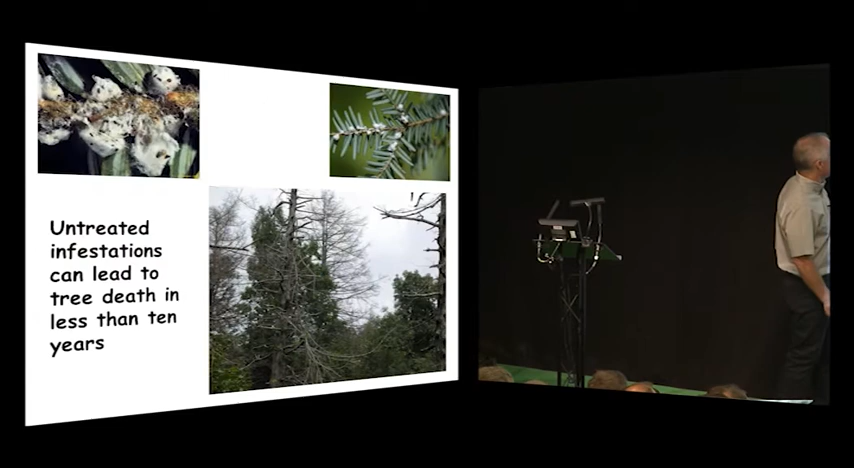 Untreated
infestations
can lead to
tree death in
less than ten
years